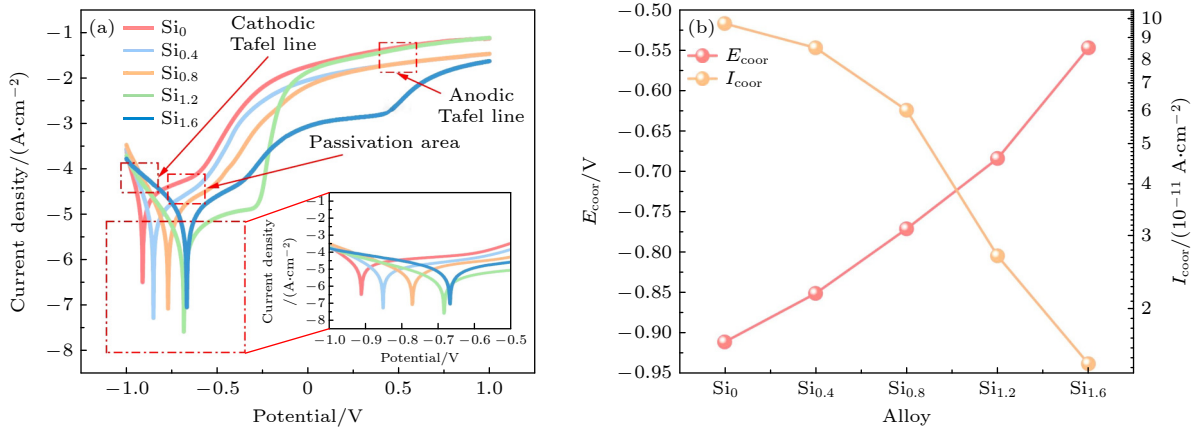 (a)
Si0
Si0.4
Si0.8
Si1.2
Si1.6
Cathodic
Tafel line
Anodic
Tafel line
Passivation area
−1
−2
−3
−4
−5
−6
−7
−8
Current density/(A·cm−2)
−1.0
−0.5
0
0.5
1.0
Potential/V
−1
−2
−3
−4
−5
−6
−7
−8
Current density
/(A·cm−2)
−1.0
−0.9
−0.8
−0.7
−0.6
−0.5
Potential/V
(b)
Ecoor
Icoor
−0.50
−0.55
−0.60
−0.65
−0.70
−0.75
−0.80
−0.85
−0.90
−0.95
Ecoor/V
Si0
Si0.4
Si0.8
Si1.2
Si1.6
Alloy
10
9
8
7
6
5
4
3
2
Icoor/(10−11 A·cm−2)